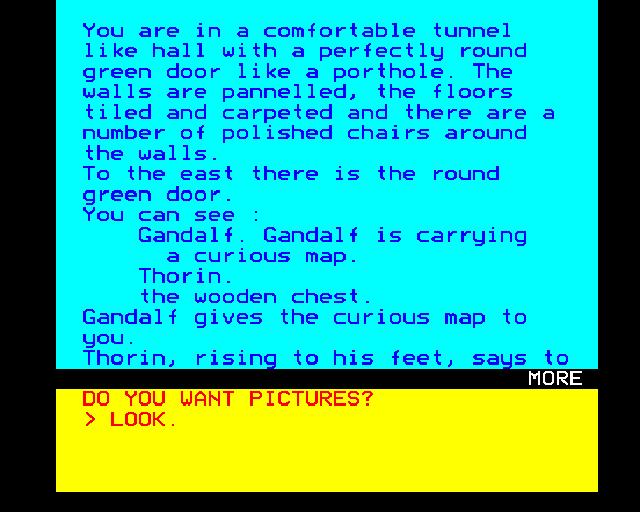 You are in a comfortable tunnel
like hall with a perfectly round
green door like a porthole. The
walls are pannelled, the floors
tiled and carpeted and there are a
number of polished chairs around
the walls.
To the east there is the round
green door.
You can see :
Gandalf. Gandalf is carrying
a curious map.
Thorin.
the wooden chest.
Gandalf gives the curious map to
you.
Thorin, rising to his feet, says to
MORE
DO YOU WANT PICTURES?
> LOOK.